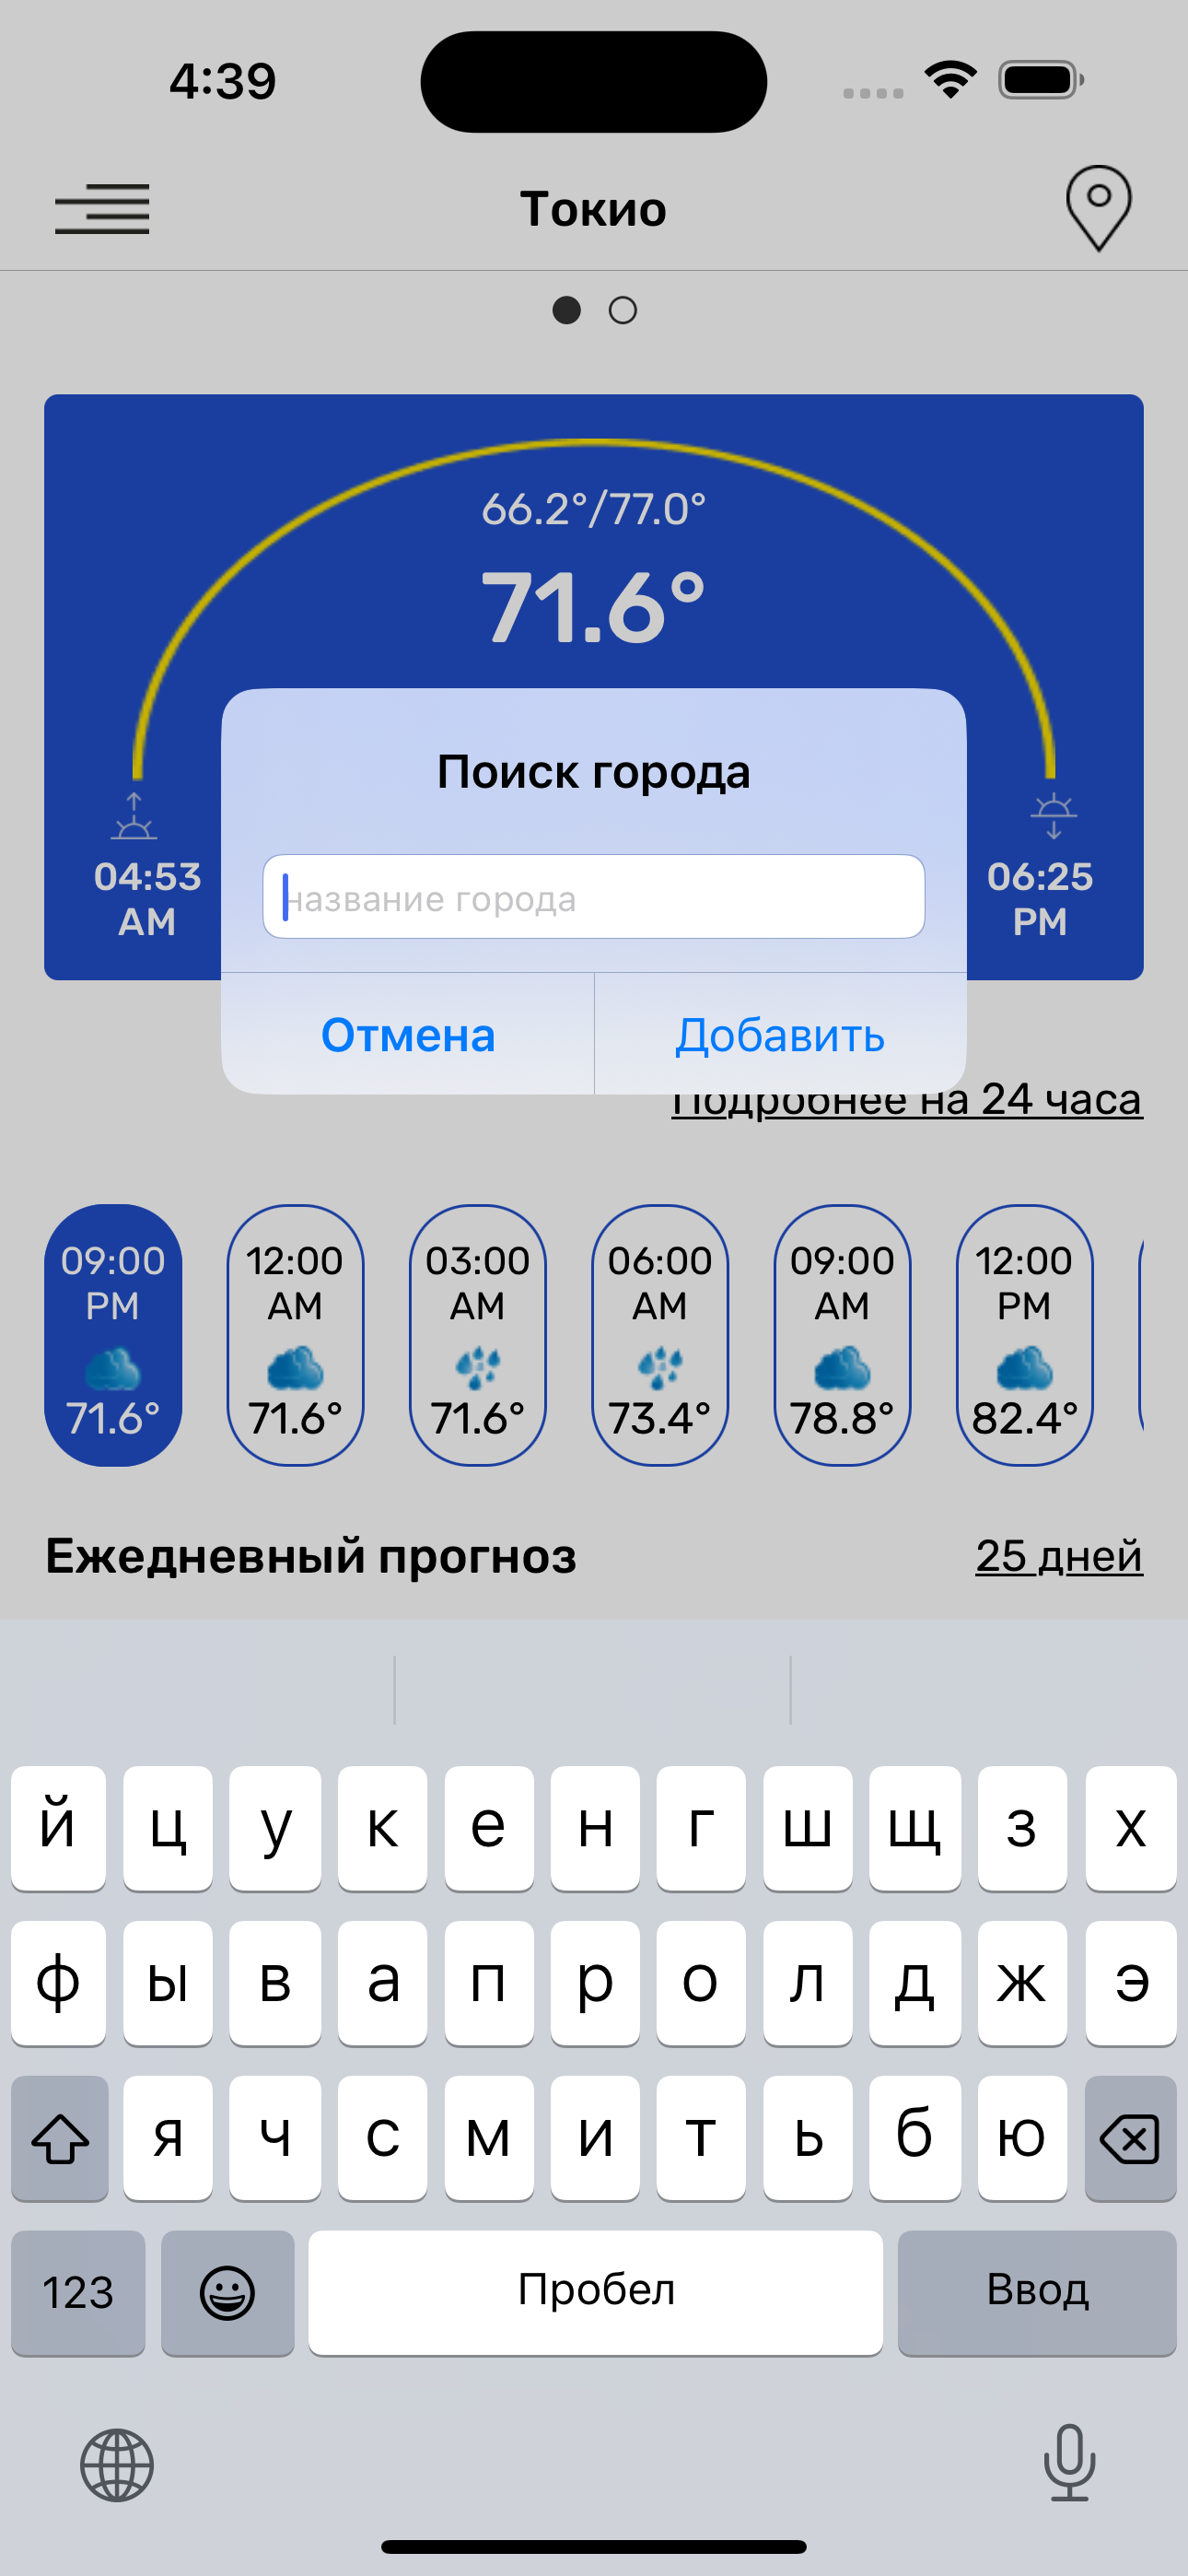 4:39
Токио
66.2°/77.0°
71.6°
Поиск города
название города
04:53
AM
06:25
PM
Отмена
Добавить
Подробнее на 24 часа
09:00
PM
71.6°
12:00
AM
71.6°
03:00
AM
71.6°
06:00
AM
73.4°
09:00
AM
78.8°
12:00
PM
82.4°
Ежедневный прогноз
25 дней
й ц у к е н г ш щ з х
ф ы в а п р о л д ж э
я ч с м и т ь б ю
123 Пробел Ввод